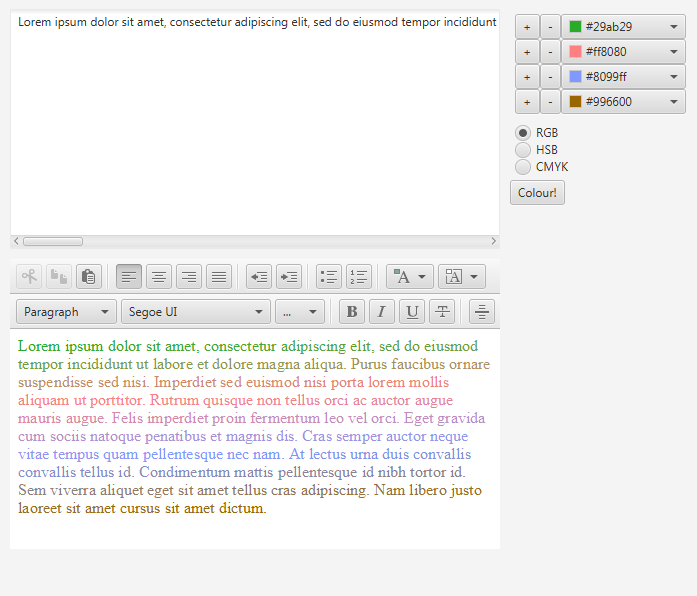 Lorem ipsum dolor sit amet, consectetur adipiscing elit, sed do eiusmod tempor incididunt
+ - #29ab29
+ - #ff8080
+ - #8099ff
+ - #996600
RGB
HSB
CMYK
Colour!
A A
Paragraph Segoe UI ... B I U T
Lorem ipsum dolor sit amet, consectetur adipiscing elit, sed do eiusmod
tempor incididunt ut labore et dolore magna aliqua. Purus faucibus ornare
suspendisse sed nisi. Imperdiet sed euismod nisi porta lorem mollis
aliquam ut porttitor. Rutrum quisque non tellus orci ac auctor augue
mauris augue. Felis imperdiet proin fermentum leo vel orci. Eget gravida
cum sociis natoque penatibus et magnis dis. Cras semper auctor neque
vitae tempus quam pellentesque nec nam. At lectus urna duis convallis
convallis tellus id. Condimentum mattis pellentesque id nibh tortor id.
Sem viverra aliquet eget sit amet tellus cras adipiscing. Nam libero justo
laoreet sit amet cursus sit amet dictum.